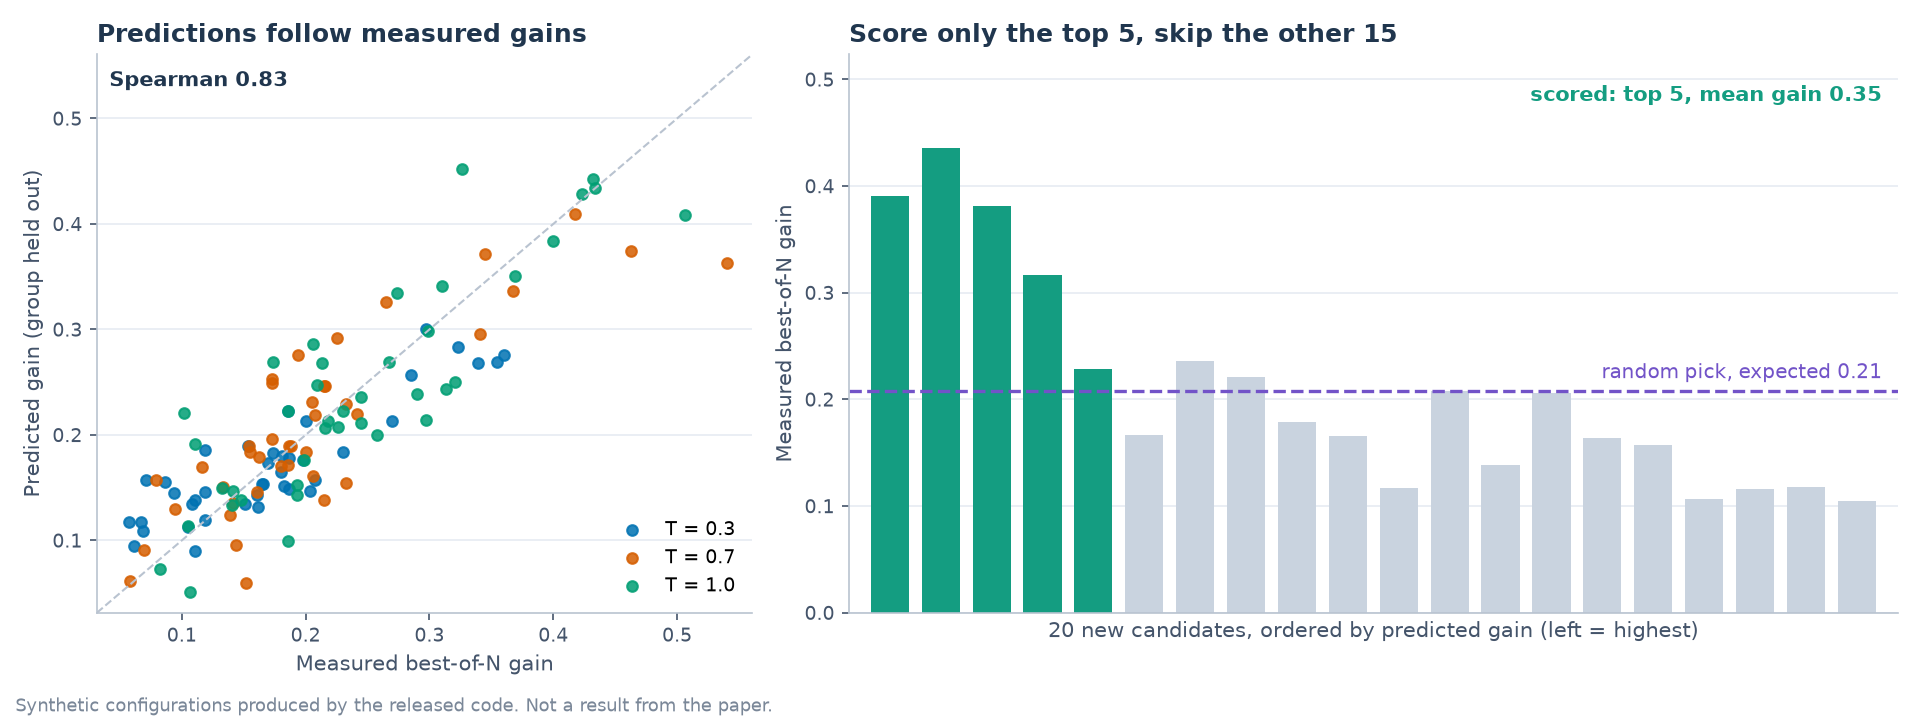 Predictions follow measured gains
Spearman 0.83
Predicted gain (group held out)
0.5
0.4
0.3
0.2
0.1
T = 0.3
T = 0.7
T = 1.0
0.1 0.2 0.3 0.4 0.5
Measured best-of-N gain
Score only the top 5, skip the other 15
scored: top 5, mean gain 0.35
random pick, expected 0.21
Measured best-of-N gain
0.5
0.4
0.3
0.2
0.1
0.0
20 new candidates, ordered by predicted gain (left = highest)
Synthetic configurations produced by the released code. Not a result from the paper.